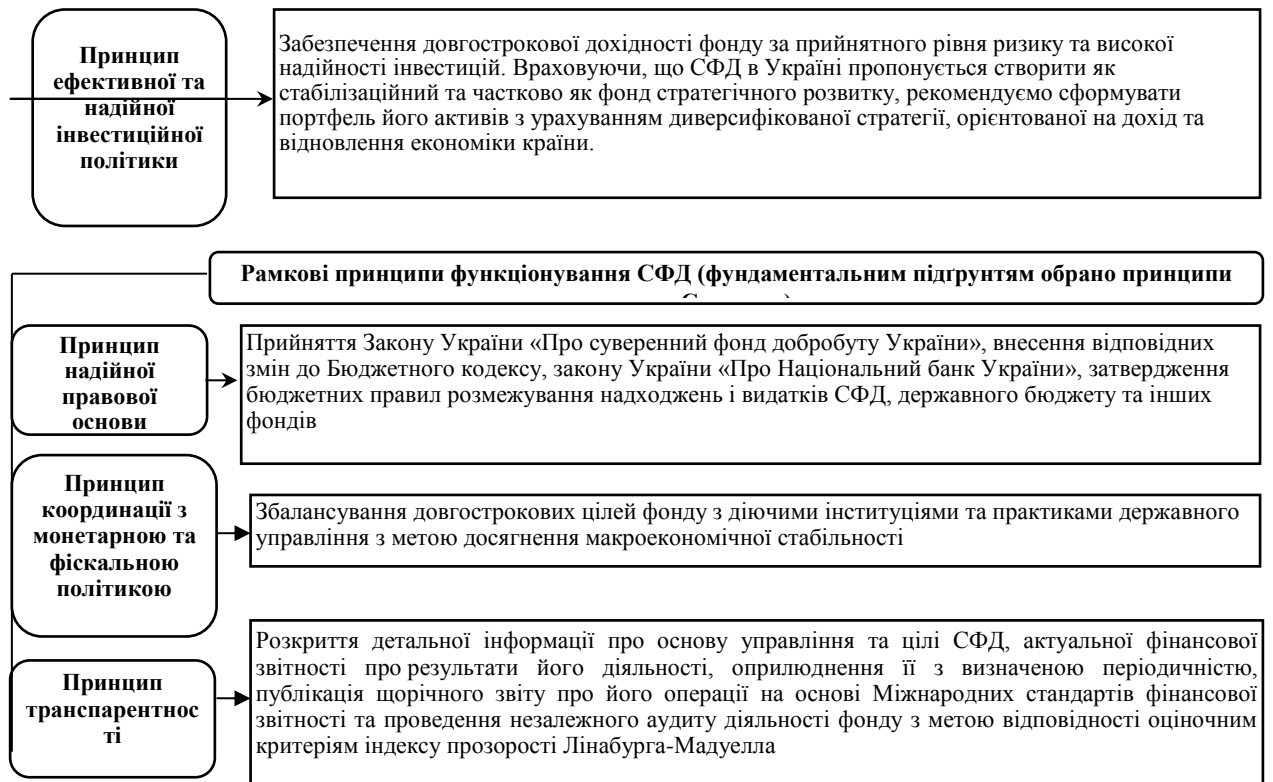 Принцип
ефективної та
надійної
інвестиційної
політики
Забезпечення довгострокової дохідності фонду за прийнятного рівня ризику та високої
надійності інвестицій. Враховуючи, що СФД в Україні пропонується створити як
стабілізаційний та частково як фонд стратегічного розвитку, рекомендуємо сформувати
портфель його активів з урахуванням диверсифікованої стратегії, орієнтованої на дохід та
відновлення економіки країни.
Рамкові принципи функціонування СФД (фундаментальним підґрунтям обрано принципи
Принцип
надійної
правової
основи
Прийняття Закону України «Про суверенний фонд добробуту України», внесення відповідних
змін до Бюджетного кодексу, закону України «Про Національний банк України», затвердження
бюджетних правил розмежування надходжень і видатків СФД, державного бюджету та інших
фондів
Принцип
координації з
монетарною та
фіскальною
політикою
Збалансування довгострокових цілей фонду з діючими інституціями та практиками державного
управління з метою досягнення макроекономічної стабільності
Принцип
транспарентнос
ті
Розкриття детальної інформації про основу управління та цілі СФД, актуальної фінансової
звітності про результати його діяльності, оприлюднення її з визначеною періодичністю,
публікація щорічного звіту про його операції на основі Міжнародних стандартів фінансової
звітності та проведення незалежного аудиту діяльності фонду з метою відповідності оціночним
критеріям індексу прозорості Лінабурга-Мадуелла